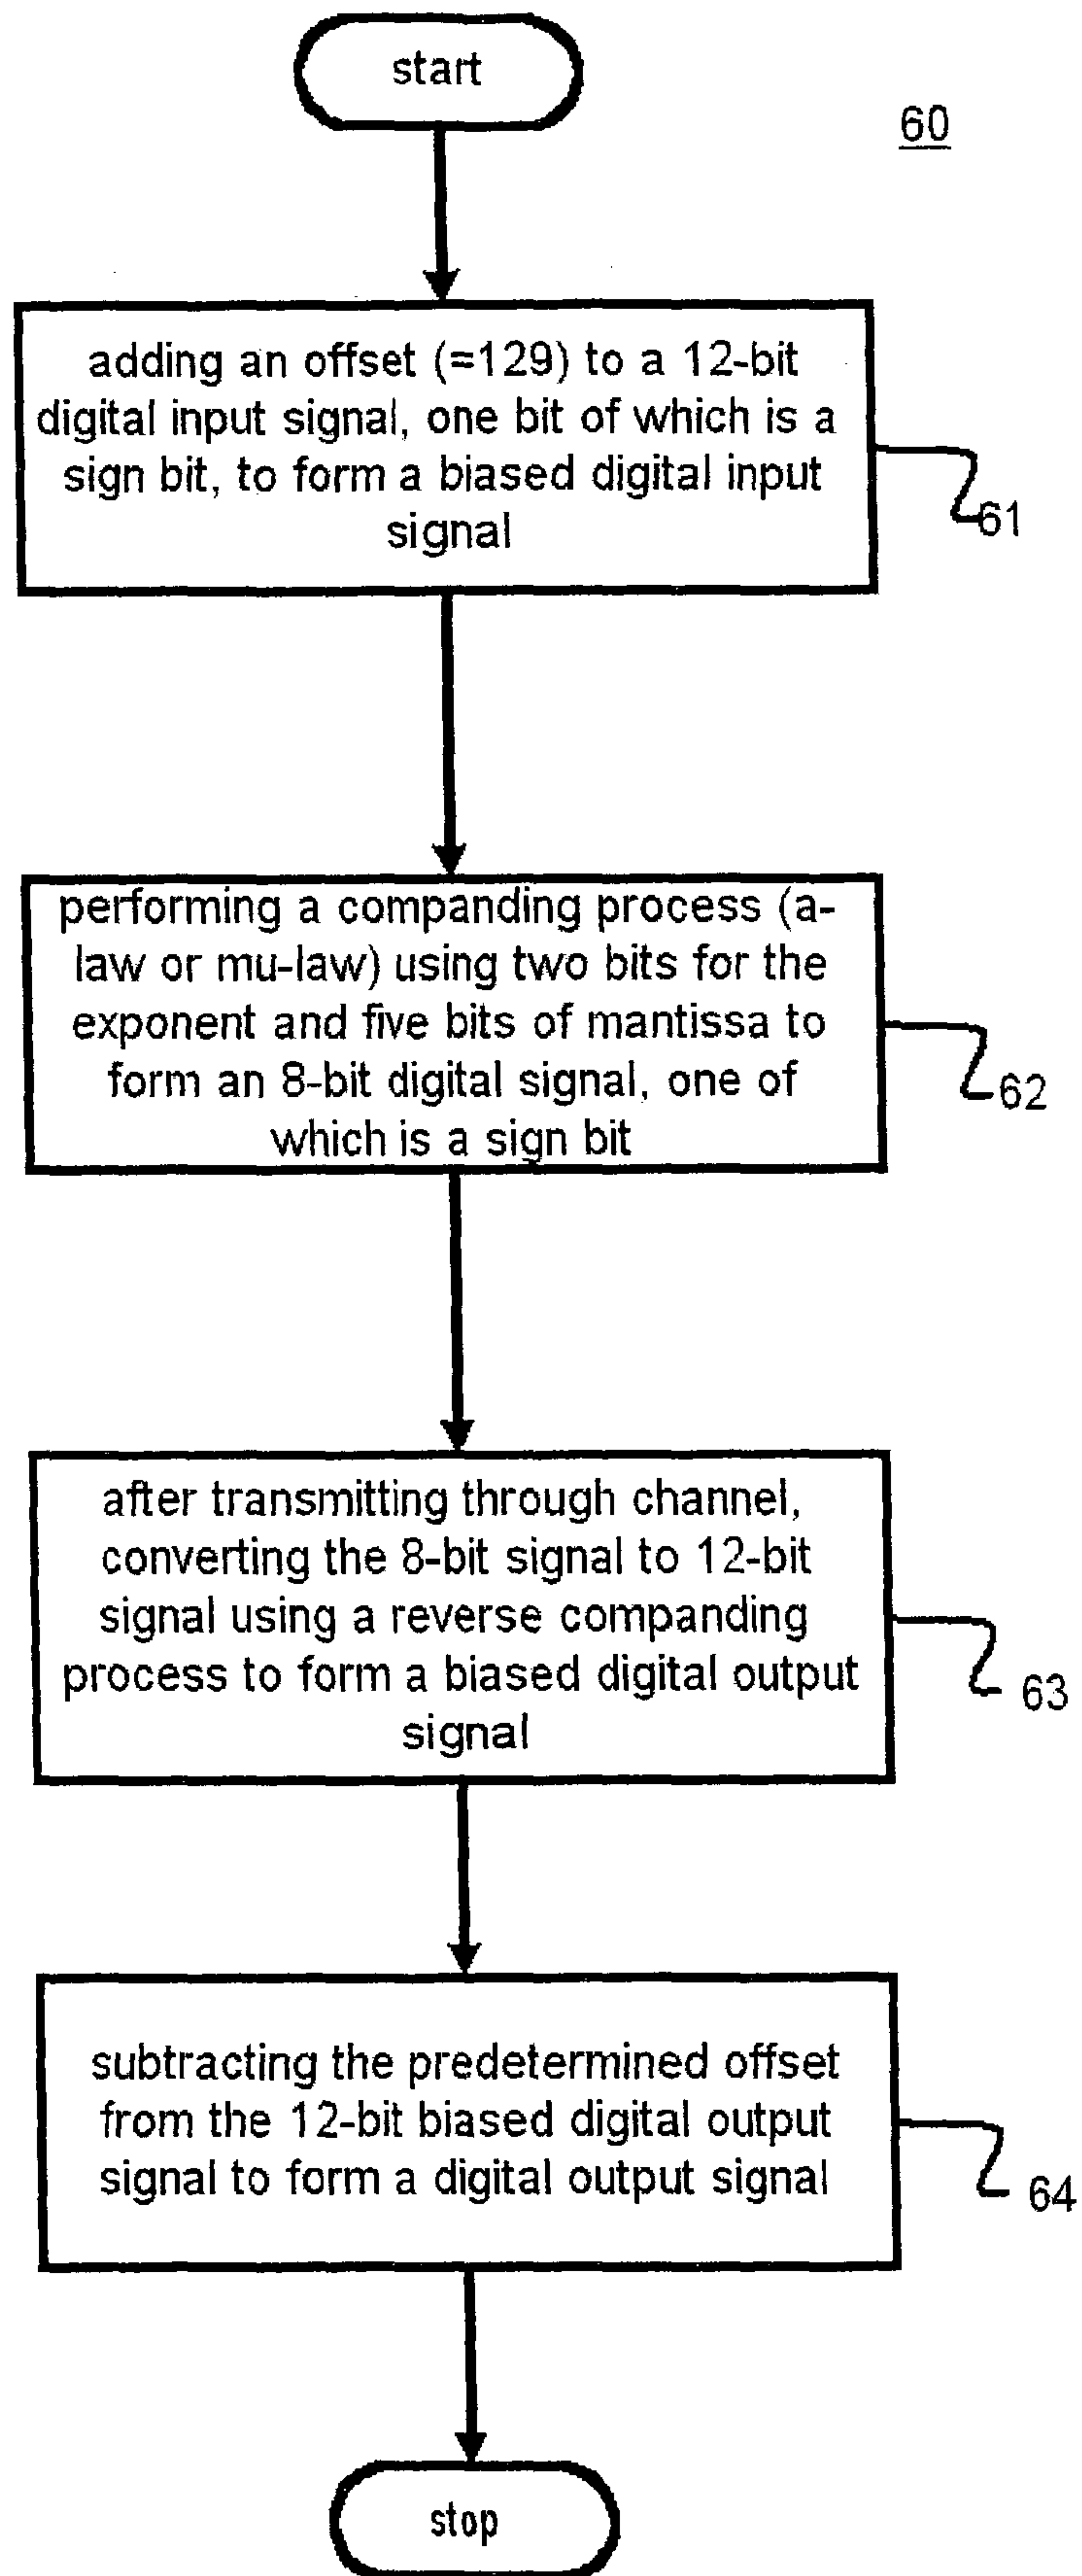 start
60
adding an offset (=129) to a 12-bit
digital input signal, one bit of which is a
sign bit, to form a biased digital input
signal
61
performing a companding process (a-
law or mu-law) using two bits for the
exponent and five bits of mantissa to
form an 8-bit digital signal, one of
which is a sign bit
62
after transmitting through channel,
converting the 8-bit signal to 12-bit
signal using a reverse companding
process to form a biased digital output
signal
63
subtracting the predetermined offset
from the 12-bit biased digital output
signal to form a digital output signal
64
stop